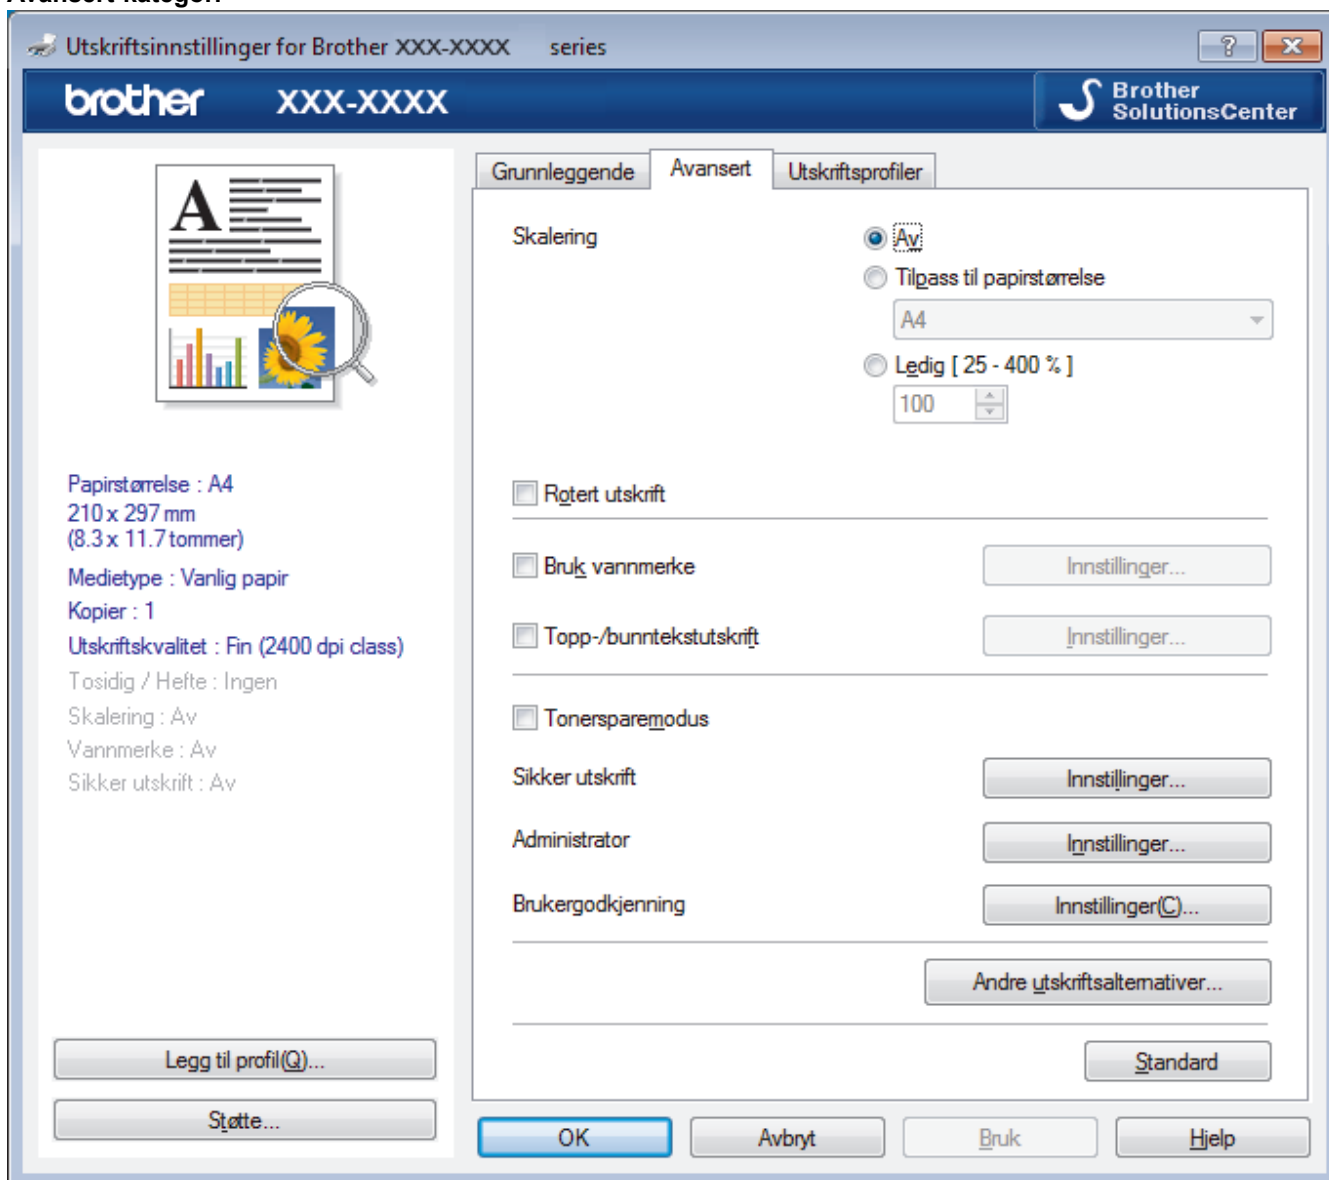 Avansert-kategori
Utskriftsinnstillinger for Brother XXX-XXXX series
brother XXX-XXXX
Brother
SolutionsCenter
Grunnleggende Avansert Utskriftsprofiler
A
Papirstørrelse : A4
210 x 297 mm
(8.3 x 11.7 tommer)
Medietype : Vanlig papir
Kopier : 1
Utskriftskvalitet : Fin (2400 dpi class)
Tosidig / Hefte : Ingen
Skalering : Av
Vannmerke : Av
Sikker utskrift : Av
Legg til profil(Q)...
Støtte...
Skalering
Av
Tilpass til papirstørrelse
A4
Ledig [ 25 - 400 % ]
100
Rotert utskrift
Bruk vannmerke Innstillinger...
Topp-/bunntekstutskrift Innstillinger...
Tonersparemodus
Sikker utskrift Innstillinger...
Administrator Innstillinger...
Brukergodkjenning Innstillinger(C)...
Andre utskriftsalternativer...
Standard
OK Avbryt Bruk Hjelp